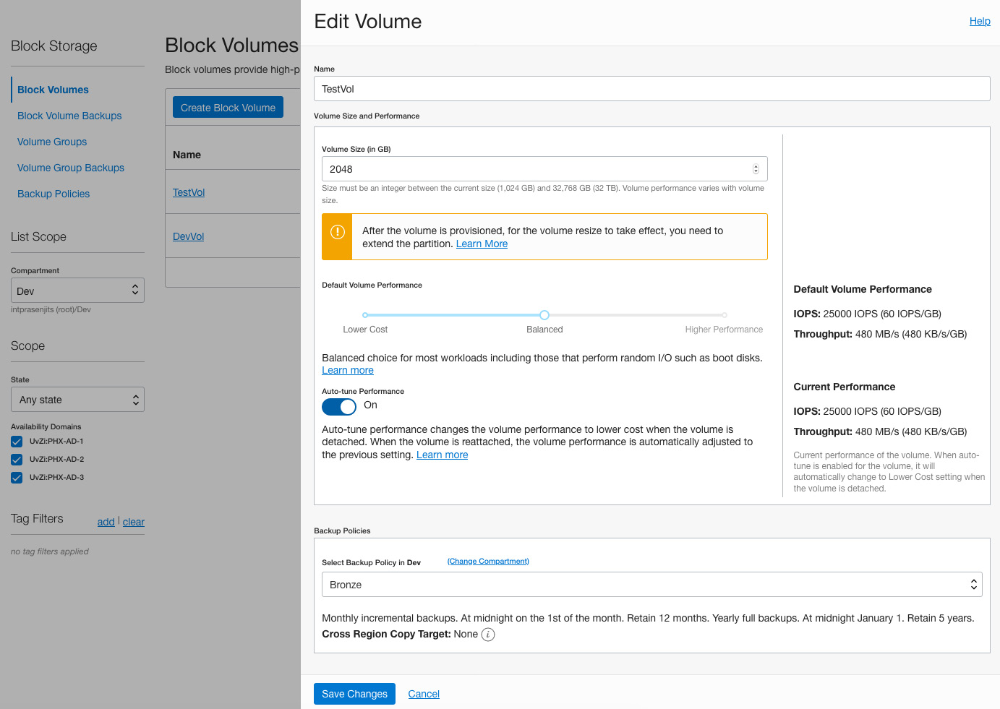 Block Storage
Block Volumes
Block Volume Backups
Volume Groups
Volume Group Backups
Backup Policies
List Scope
Compartment
Dev
intprasenjits (root)/Dev
Scope
State
Any state
Availability Domains
UvZi:PHX-AD-1
UvZi:PHX-AD-2
UvZi:PHX-AD-3
Tag Filters
add | clear
no tag filters applied
Block Volumes
Block volumes provide high-p
Create Block Volume
Name
TestVol
DevVol
Edit Volume
Help
Name
TestVol
Volume Size and Performance
Volume Size (in GB)
2048
Size must be an integer between the current size (1,024 GB) and 32,768 GB (32 TB). Volume performance varies with volume
size.
After the volume is provisioned, for the volume resize to take effect, you need to
extend the partition. Learn More
Default Volume Performance
Lower Cost
Balanced
Higher Performance
Balanced choice for most workloads including those that perform random I/O such as boot disks.
Learn more
Auto-tune Performance
On
Auto-tune performance changes the volume performance to lower cost when the volume is
detached. When the volume is reattached, the volume performance is automatically adjusted to
the previous setting. Learn more
Default Volume Performance
IOPS: 25000 IOPS (60 IOPS/GB)
Throughput: 480 MB/s (480 KB/s/GB)
Current Performance
IOPS: 25000 IOPS (60 IOPS/GB)
Throughput: 480 MB/s (480 KB/s/GB)
Current performance of the volume. When auto-
tune is enabled for the volume, it will
automatically change to Lower Cost setting when
the volume is detached.
Backup Policies
Select Backup Policy in Dev
(Change Compartment)
Bronze
Monthly incremental backups. At midnight on the 1st of the month. Retain 12 months. Yearly full backups. At midnight January 1. Retain 5 years.
Cross Region Copy Target: None
Save Changes
Cancel